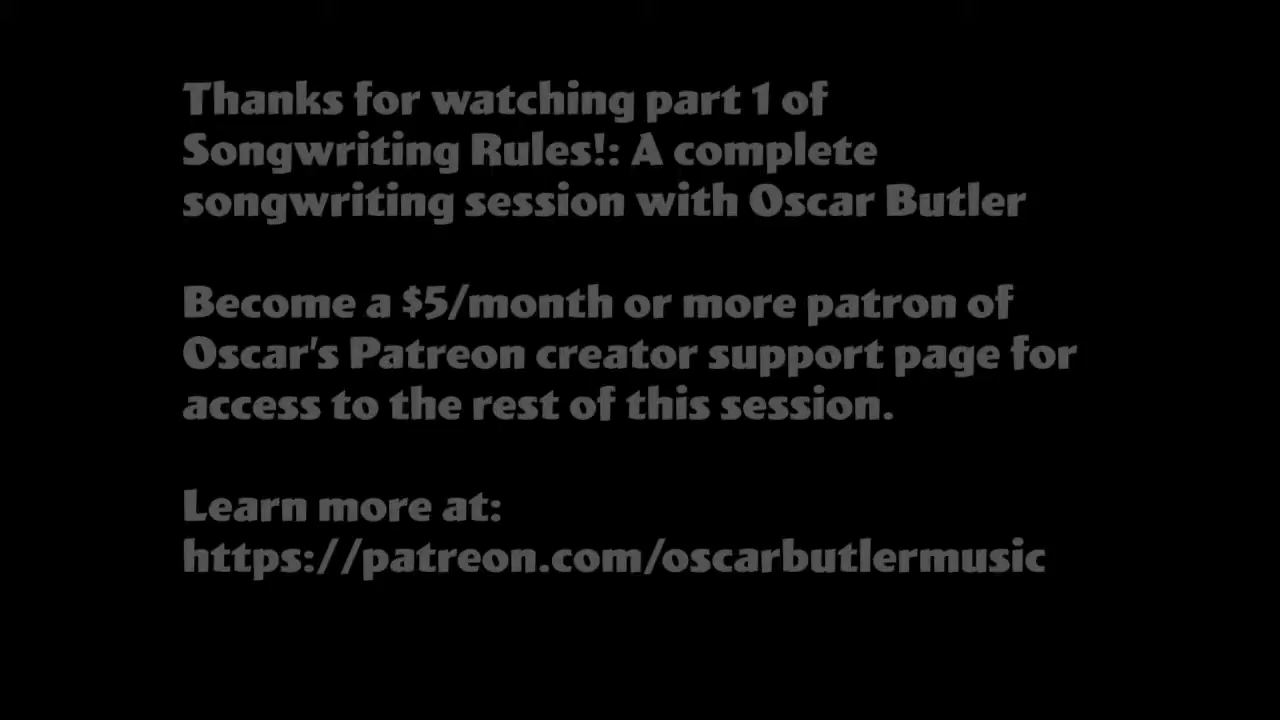 Thanks for watching part 1 of
Songwriting Rules!: A complete
songwriting session with Oscar Butler
Become a $5/month or more patron of
Oscar's Patreon creator support page for
access to the rest of this session.
Learn more at:
https://patreon.com/oscarbutlermusic